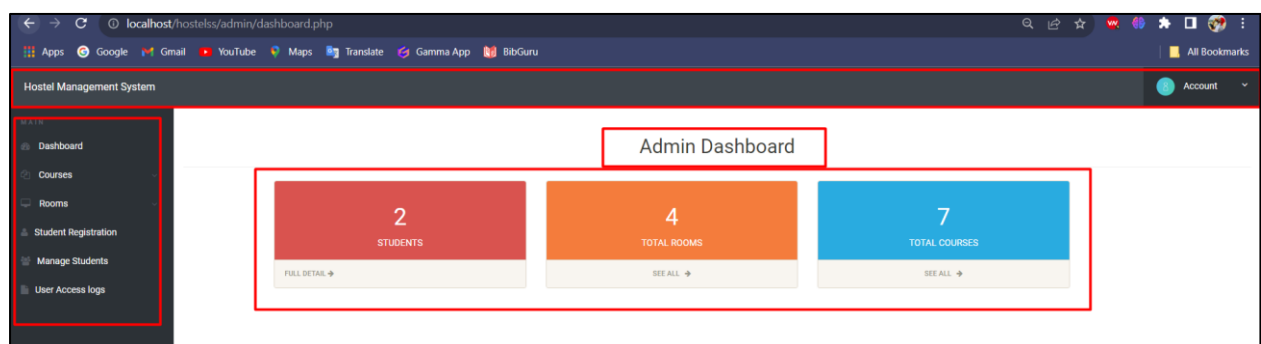 localhost/hostelss/admin/dashboard.php
Apps Google Gmail YouTube Maps Translate Gamma App BibGuru All Bookmarks
Hostel Management System Account
MAIN
Dashboard
Courses
Rooms
Student Registration
Manage Students
User Access logs
Admin Dashboard
2
STUDENTS
FULL DETAIL
4
TOTAL ROOMS
SEE ALL
7
TOTAL COURSES
SEE ALL